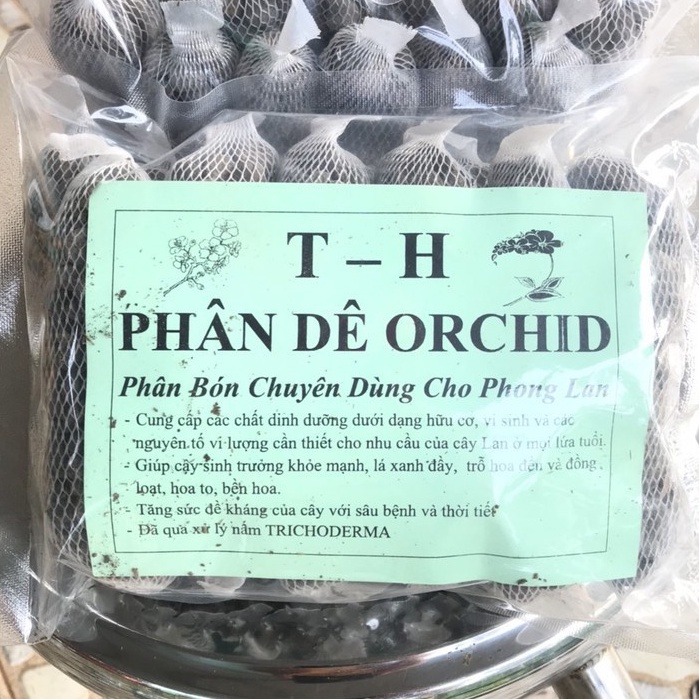 T – H
PHÂN DÊ ORCHID
Phân Bón Chuyên Dùng Cho Phong Lan
- Cung cấp các chất dinh dưỡng dưới dạng hữu cơ, vi sinh và các
nguyên tố vi lượng cần thiết cho nhu cầu của cây Lan ở mọi lứa tuổi.
- Giúp cây sinh trưởng khỏe mạnh, lá xanh đầy, trỗ hoa đều và đồng
loạt, hoa to, bền hoa.
- Tăng sức đề kháng của cây với sâu bệnh và thời tiết
- Đã qua xử lý nấm TRICHODERMA